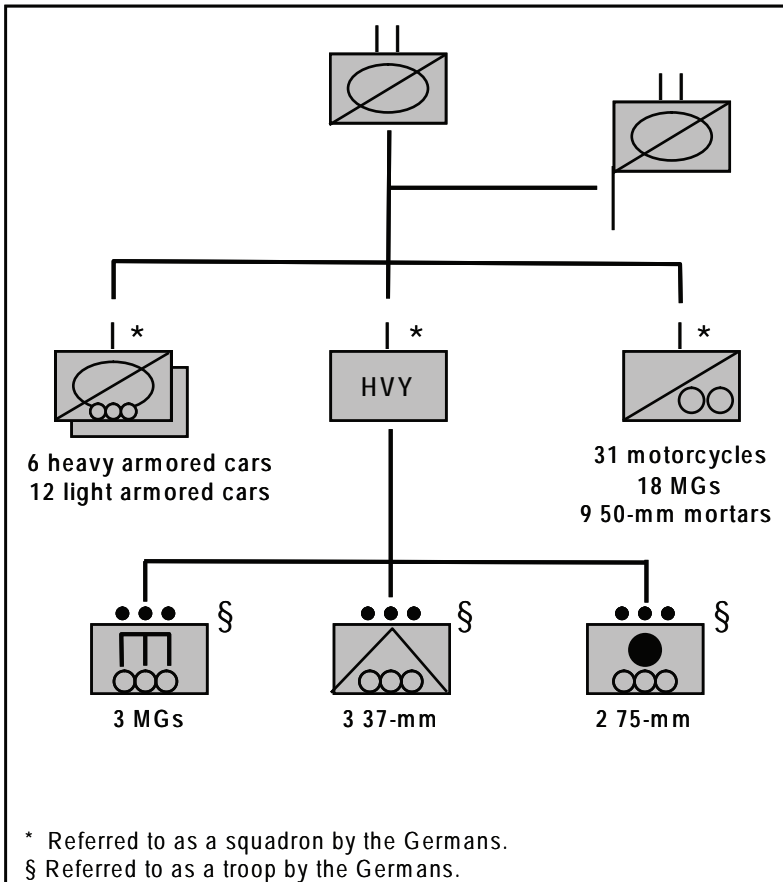 *
*
*
HVY
6 heavy armored cars
12 light armored cars
31 motorcycles
18 MGs
9 50-mm mortars
§
§
§
3 MGs
3 37-mm
2 75-mm
* Referred to as a squadron by the Germans.
§ Referred to as a troop by the Germans.